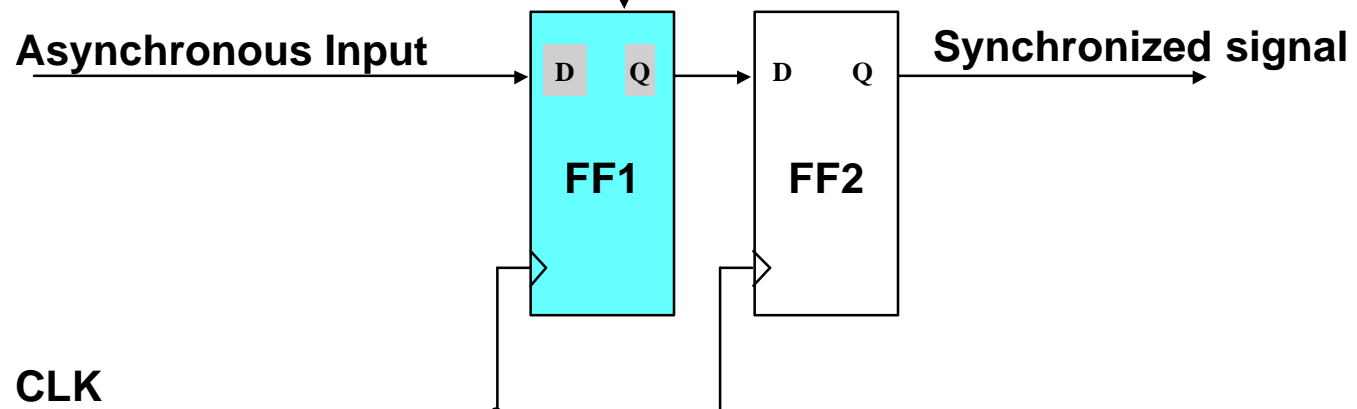 Asynchronous Input
Synchronized signal
D Q
D Q
FF1
FF2
CLK